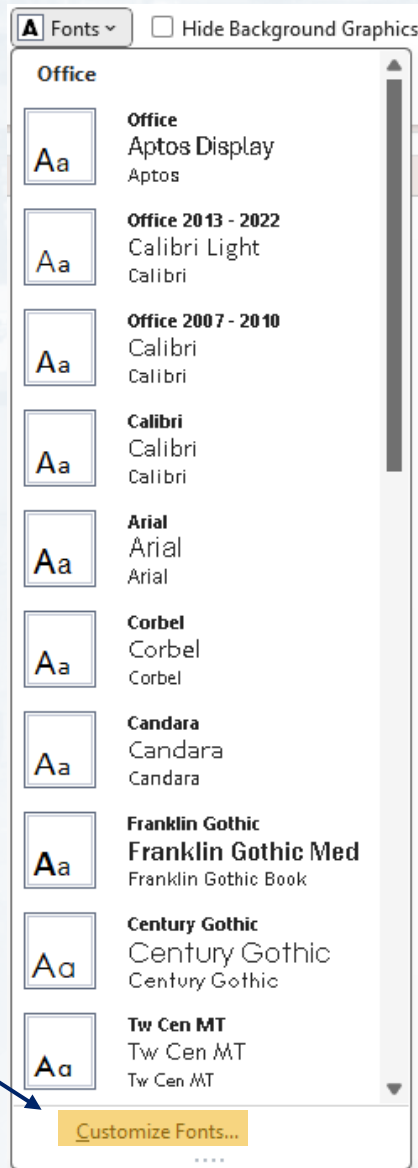 A Fonts
Hide Background Graphics
Office
Aa
Office
Aptos Display
Aptos
Aa
Office 2013 - 2022
Calibri Light
Calibri
Aa
Office 2007 - 2010
Calibri
Calibri
Aa
Calibri
Calibri
Calibri
Aa
Arial
Arial
Arial
Aa
Corbel
Corbel
Corbel
Aa
Candara
Candara
Candara
Aa
Franklin Gothic
Franklin Gothic Med
Franklin Gothic Book
Aa
Century Gothic
Century Gothic
Century Gothic
Aa
Tw Cen MT
Tw Cen MT
Tw Cen MT
Customize Fonts...